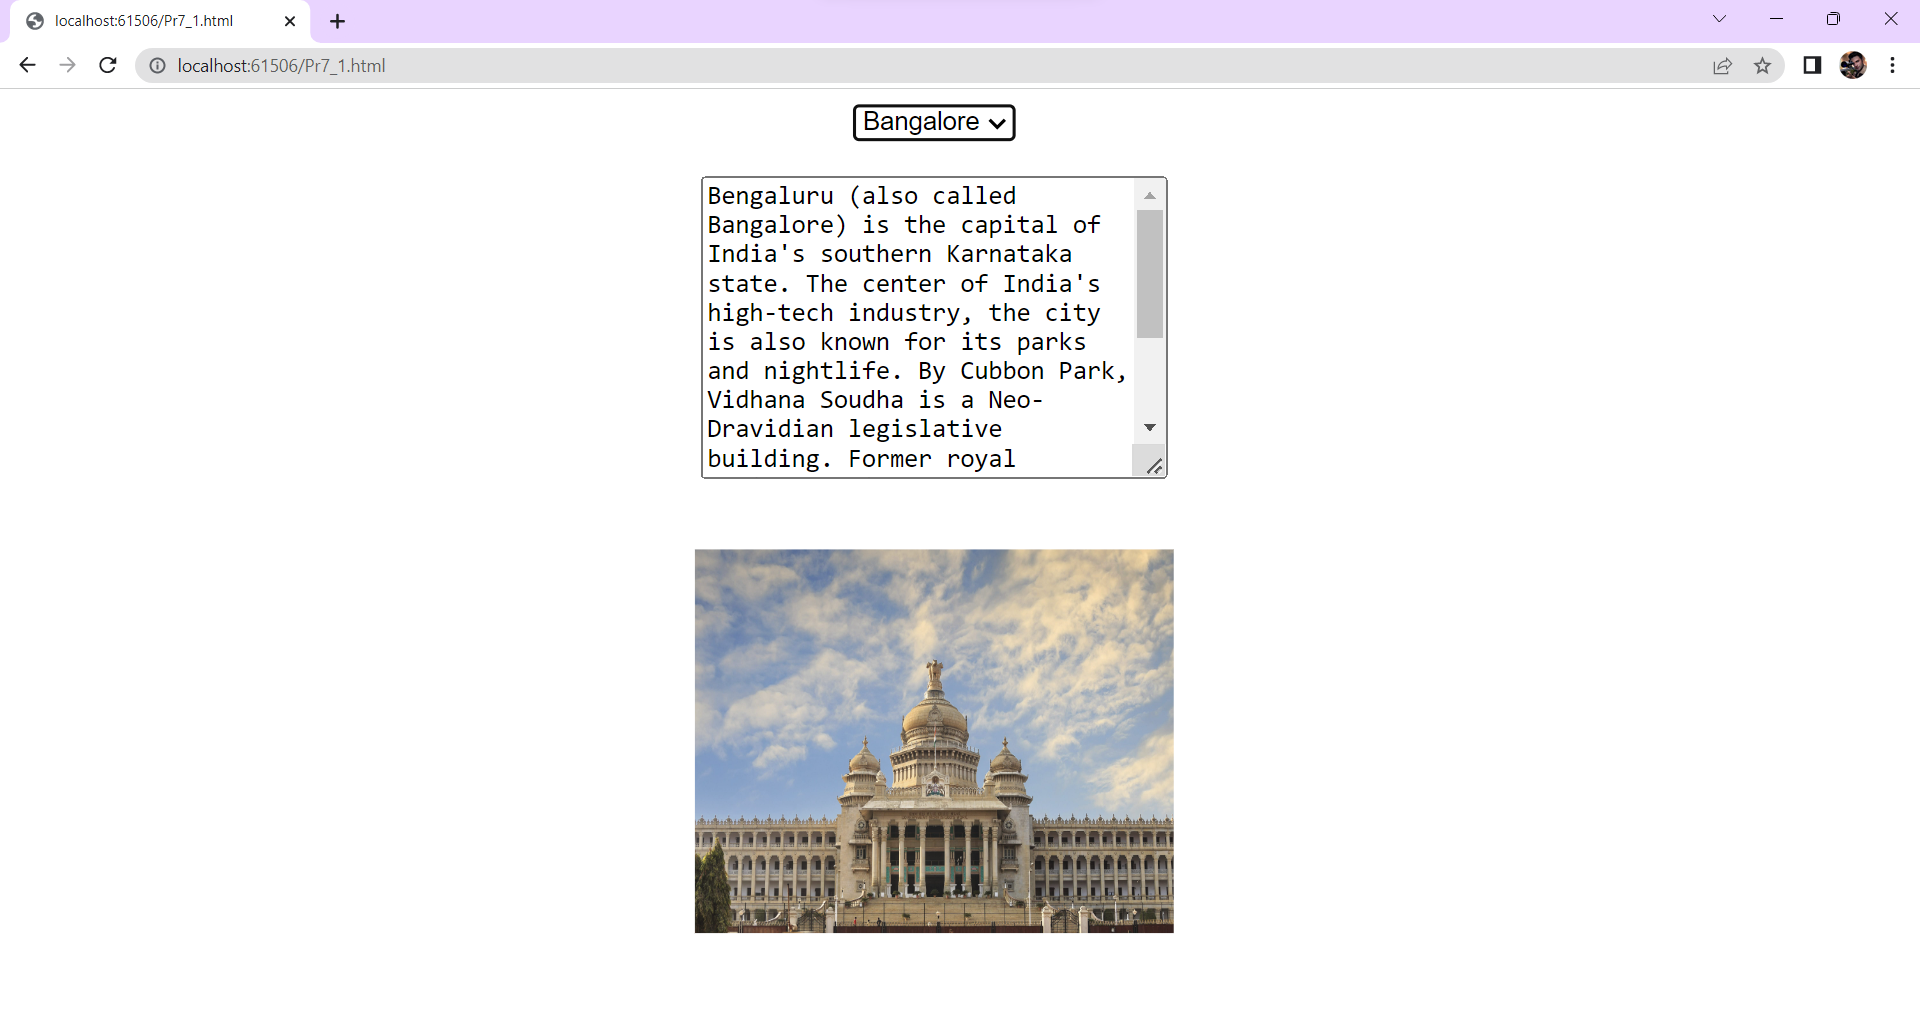 localhost:61506/Pr7_1.html
localhost:61506/Pr7_1.html
Bangalore
Bengaluru (also called
Bangalore) is the capital of
India's southern Karnataka
state. The center of India's
high-tech industry, the city
is also known for its parks
and nightlife. By Cubbon Park,
Vidhana Soudha is a Neo-
Dravidian legislative
building. Former royal